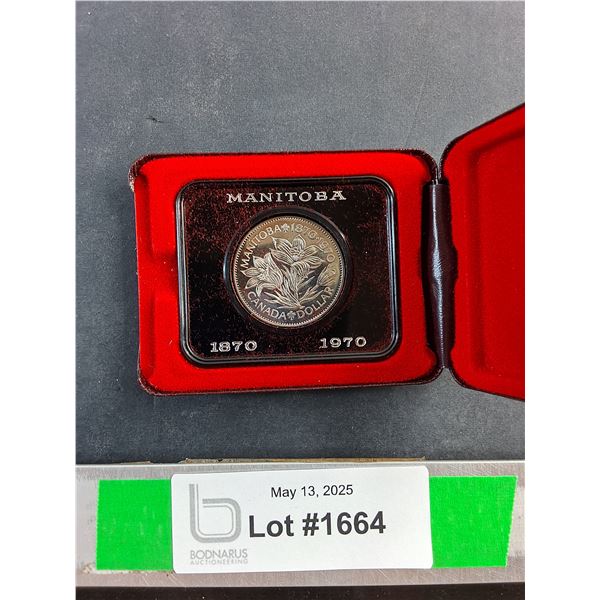 MANITOBA
MANITOBA 1870-1970
CANADA DOLLAR
1870 1970
May 13, 2025
Lot #1664
b
BODNARUS
AUCTIONEERING